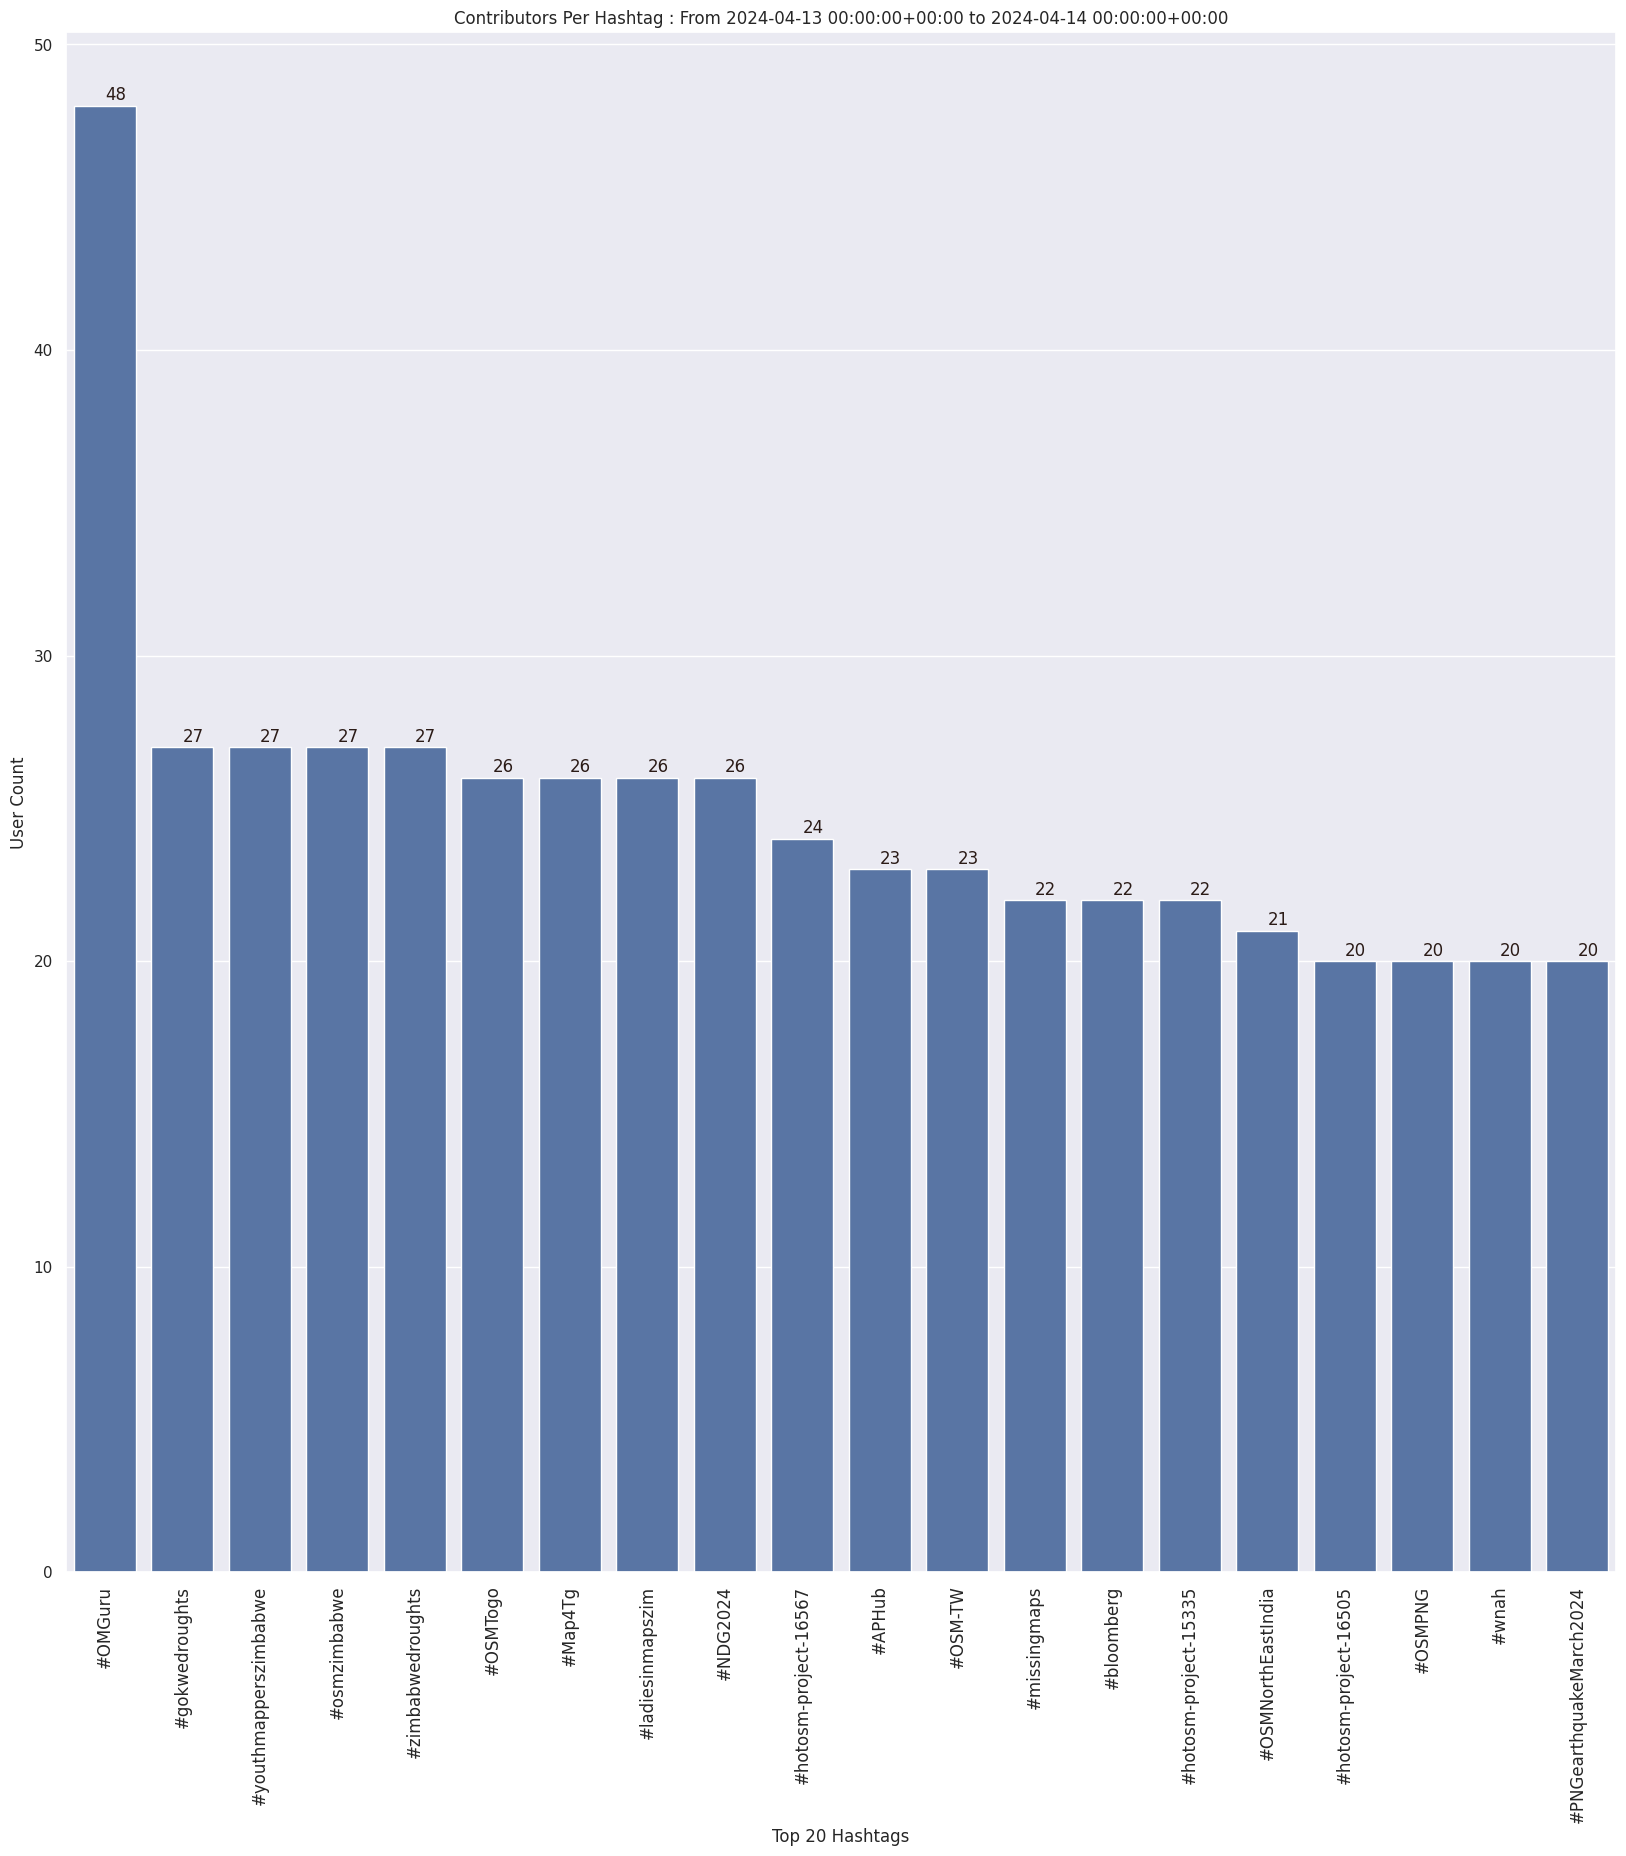 Contributors Per Hashtag : From 2024-04-13 00:00:00+00:00 to 2024-04-14 00:00:00+00:00
User Count
50
40
30
20
10
0
48
27
27
27
27
26
26
26
26
24
23
23
22
22
22
21
20
20
20
20
#OMGuru
#gokwedroughts
#youthmapperszimbabwe
#osmzimbabwe
#zimbabwedroughts
#OSMTogo
#Map4Tg
#ladiesinmapszim
#NDG2024
#hotosm-project-16567
#APHub
#OSM-TW
#missingmaps
#bloomberg
#hotosm-project-15335
#OSMNorthEastIndia
#hotosm-project-16505
#OSMPNG
#wnah
#PNGearthquakeMarch2024
Top 20 Hashtags